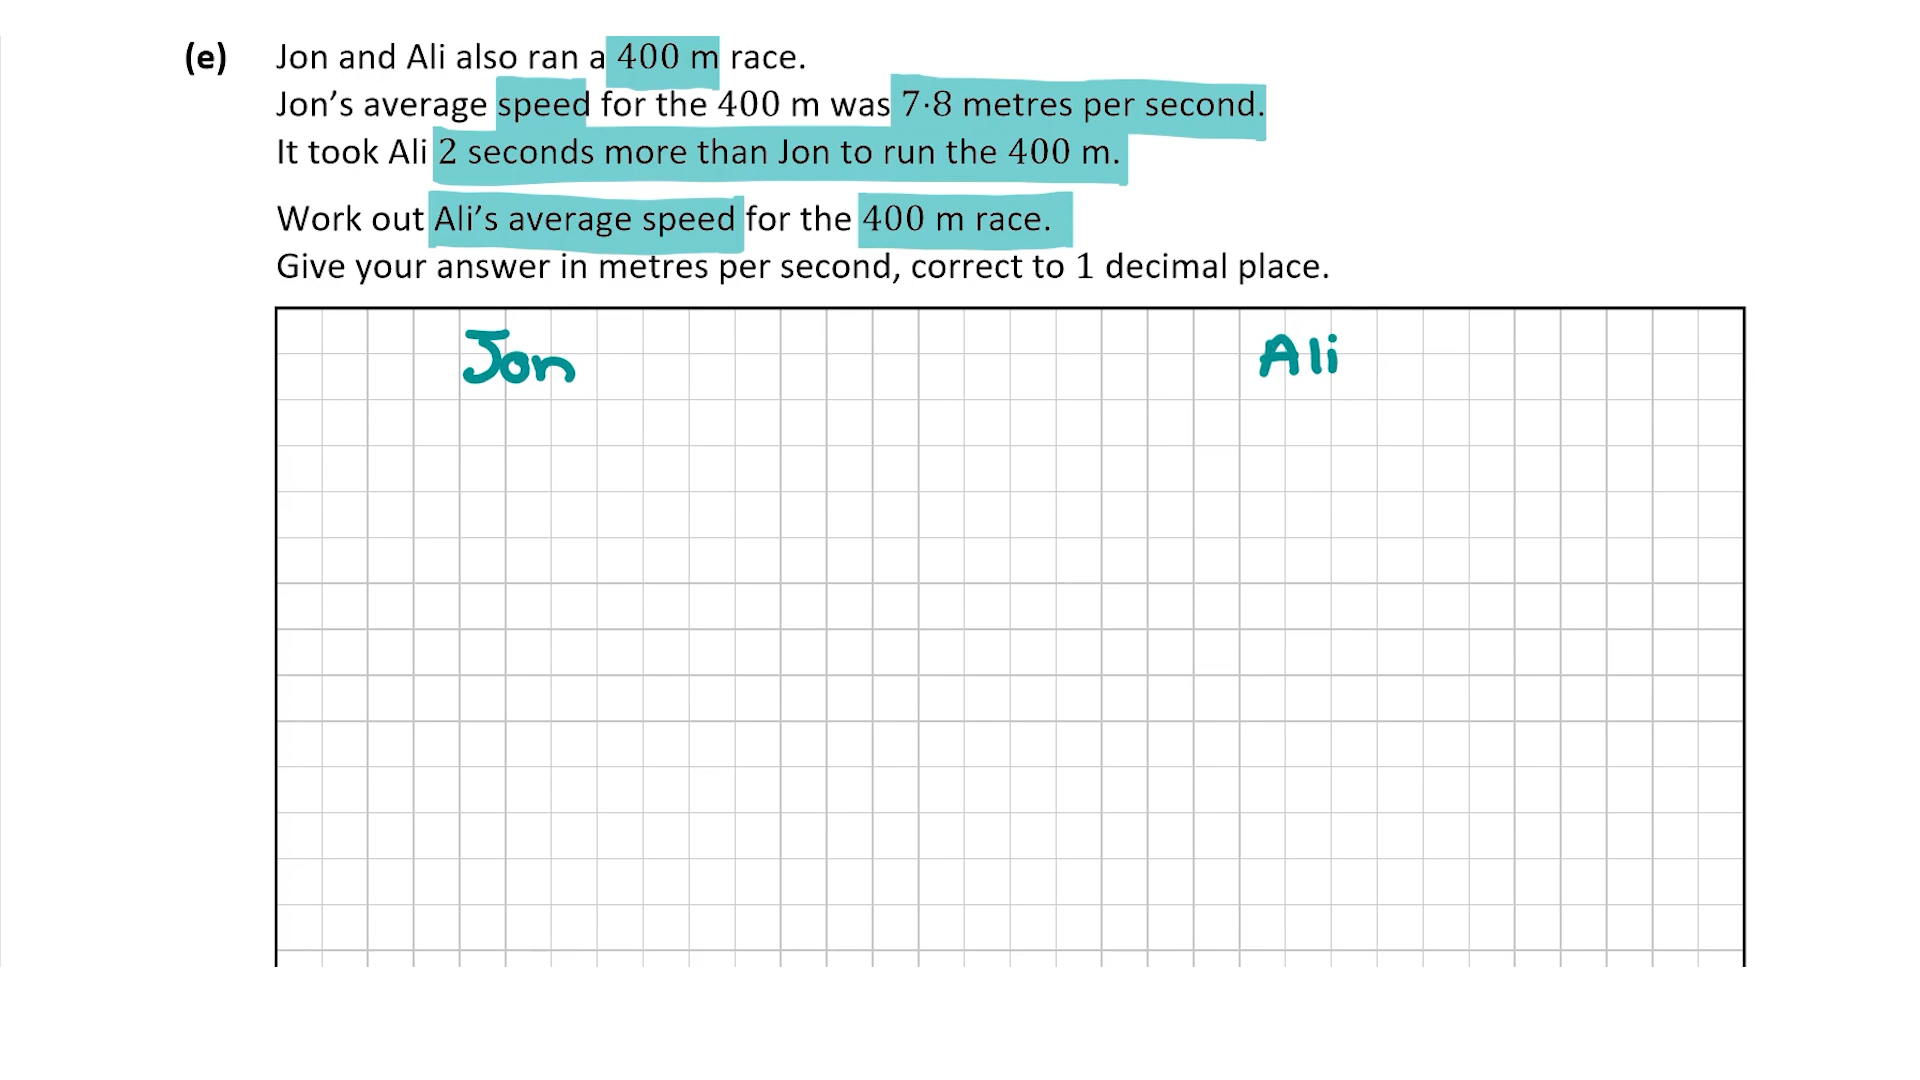 (e) Jon and Ali also ran a 400 m race.
Jon’s average speed for the 400 m was 7·8 metres per second.
It took Ali 2 seconds more than Jon to run the 400 m.
Work out Ali’s average speed for the 400 m race.
Give your answer in metres per second, correct to 1 decimal place.
Jon Ali